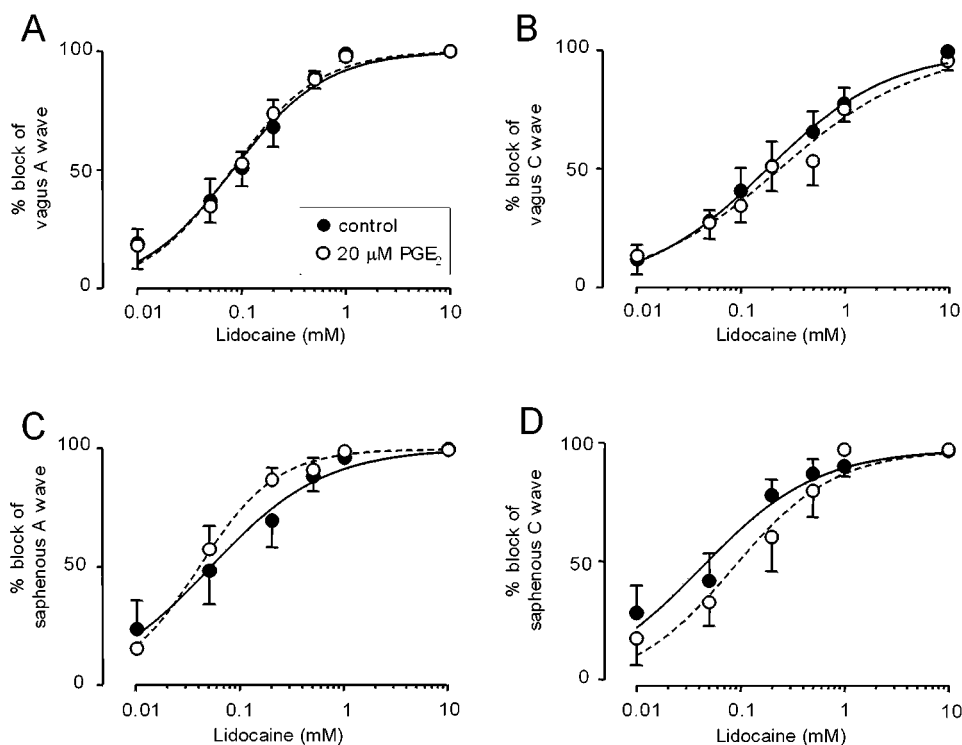 A
100
50
0
% block of
vagus A wave
control
20 μM PGE2
0.01
0.1
1
10
Lidocaine (mM)
B
100
50
0
% block of
vagus C wave
0.01
0.1
1
10
Lidocaine (mM)
C
100
50
0
% block of
saphenous A wave
0.01
0.1
1
10
Lidocaine (mM)
D
100
50
0
% block of
saphenous C wave
0.01
0.1
1
10
Lidocaine (mM)